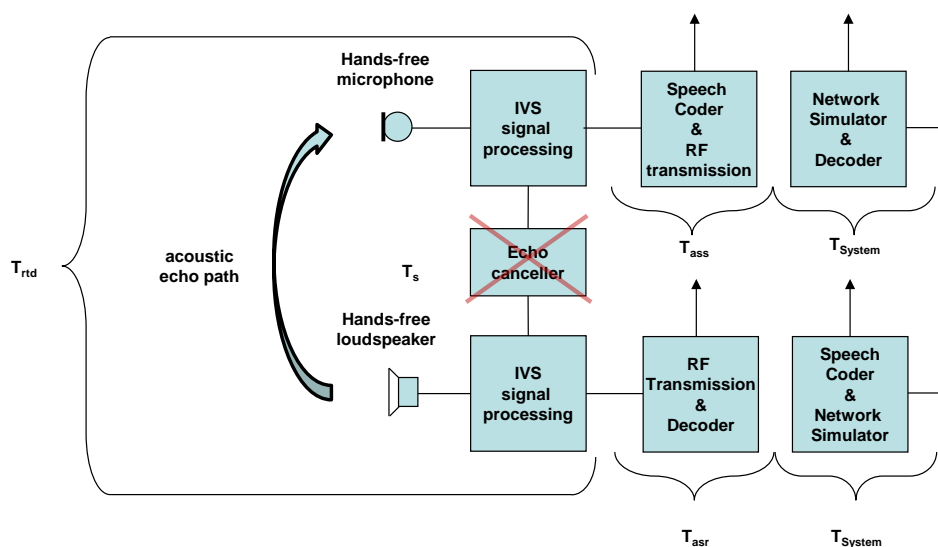 Hands-free
microphone
IVS
signal
processing
Speech
Coder
&
RF
transmission
Network
Simulator
&
Decoder
T_ass
T_System
T_rtd
acoustic
echo path
T_s
Echo
canceller
Hands-free
loudspeaker
IVS
signal
processing
RF
Transmission
&
Decoder
Speech
Coder
&
Network
Simulator
T_asr
T_System